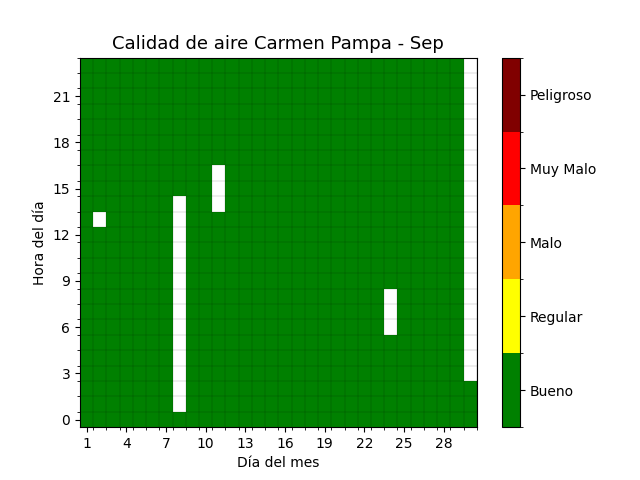 Calidad de aire Carmen Pampa - Sep
Hora del día
21
18
15
12
9
6
3
0
1 4 7 10 13 16 19 22 25 28
Día del mes
Peligroso
Muy Malo
Malo
Regular
Bueno